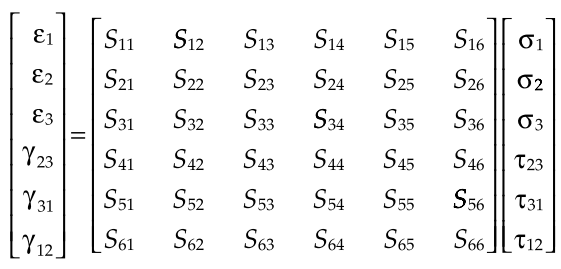 ε₁ S₁₁ S₁₂ S₁₃ S₁₄ S₁₅ S₁₆ σ₁
ε₂ S₂₁ S₂₂ S₂₃ S₂₄ S₂₅ S₂₆ σ₂
ε₃ = S₃₁ S₃₂ S₃₃ S₃₄ S₃₅ S₃₆ σ₃
γ₂₃ S₄₁ S₄₂ S₄₃ S₄₄ S₄₅ S₄₆ τ₂₃
γ₃₁ S₅₁ S₅₂ S₅₃ S₅₄ S₅₅ S₅₆ τ₃₁
γ₁₂ S₆₁ S₆₂ S₆₃ S₆₄ S₆₅ S₆₆ τ₁₂